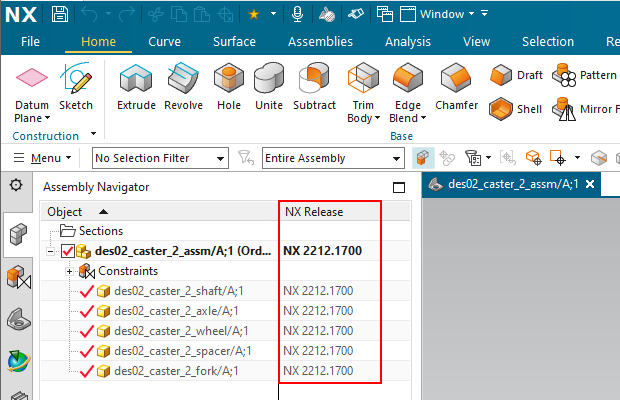 NX Window
File Home Curve Surface Assemblies Analysis View Selection Re
Datum Plane Sketch Extrude Revolve Hole Unite Subtract Trim Body Edge Blend Chamfer Draft Pattern
Shell Mirror F
Construction Base
Menu No Selection Filter Entire Assembly
Assembly Navigator des02_caster_2_assm/A;1
Object NX Release
Sections
des02_caster_2_assm/A;1 (Ord... NX 2212.1700
Constraints
des02_caster_2_shaft/A;1 NX 2212.1700
des02_caster_2_axle/A;1 NX 2212.1700
des02_caster_2_wheel/A;1 NX 2212.1700
des02_caster_2_spacer/A;1 NX 2212.1700
des02_caster_2_fork/A;1 NX 2212.1700